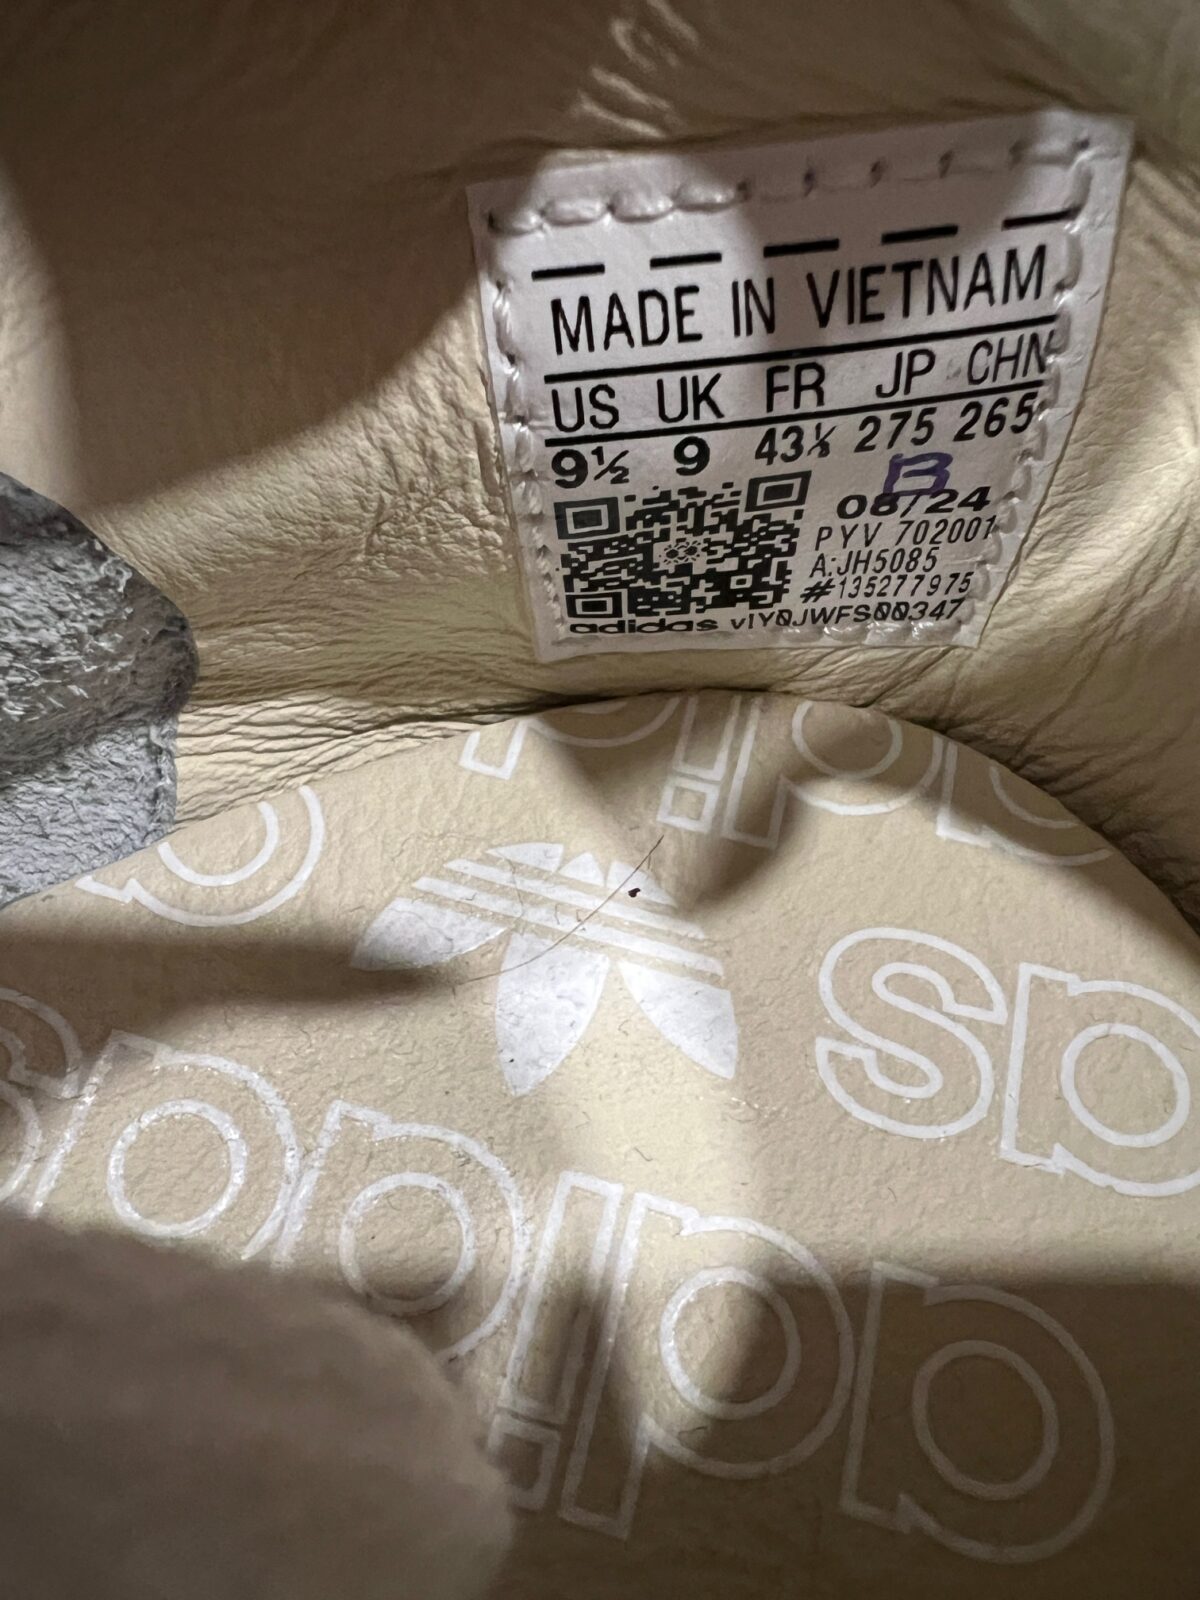 MADE IN VIETNAM
US UK FR JP CHN
9½ 9 43⅓ 275 265
B
08/24
PYV 702001
A:JH5085
#135277975
adidas vIY0JWFS00347
adidas
adidas